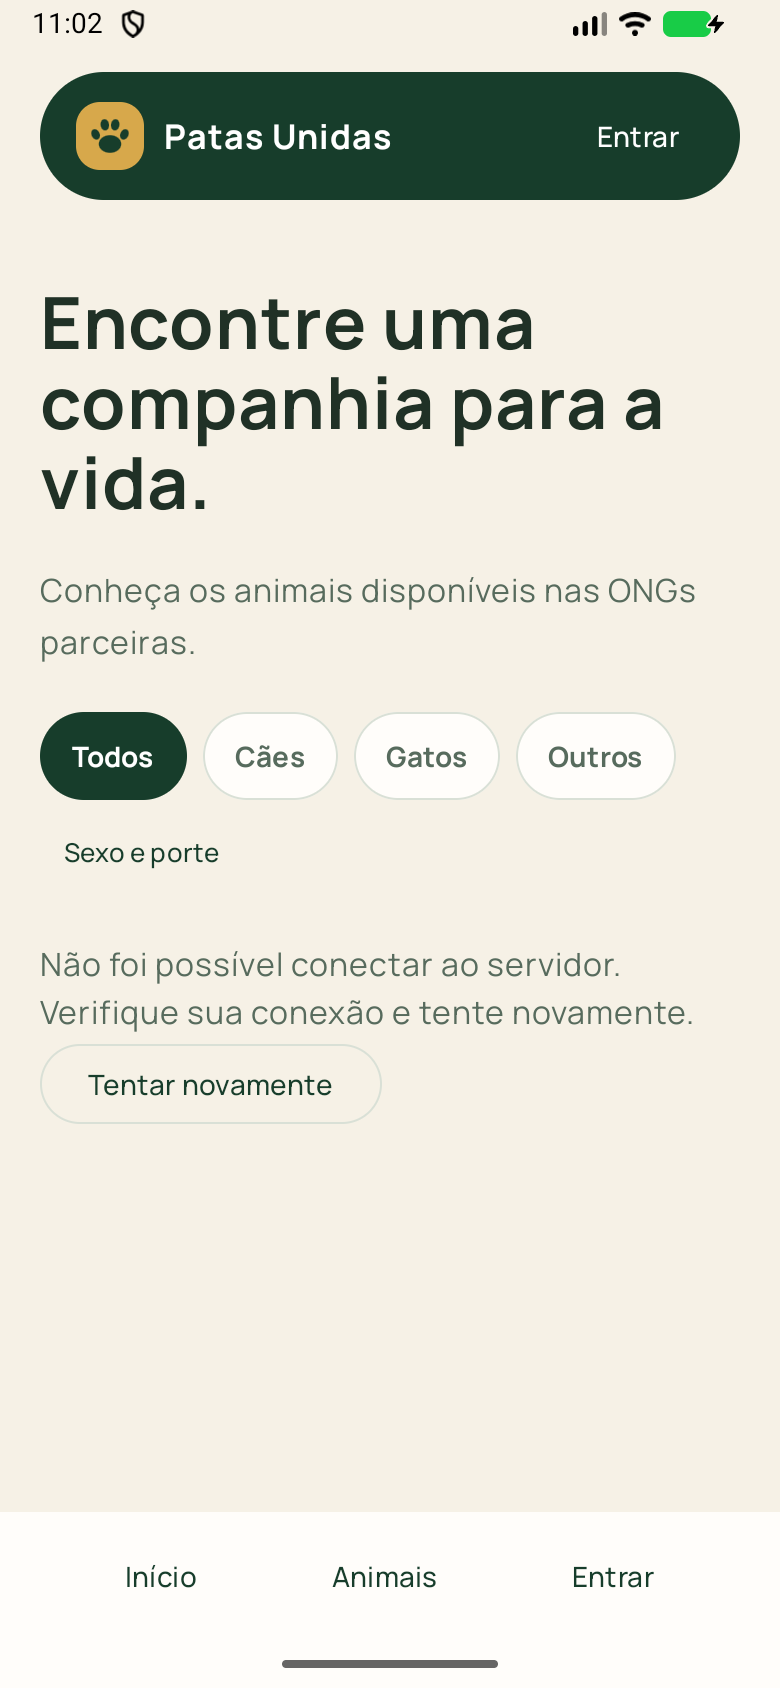 11:02
Patas Unidas
Entrar
Encontre uma
companhia para a
vida.
Conheça os animais disponíveis nas ONGs
parceiras.
Todos
Cães
Gatos
Outros
Sexo e porte
Não foi possível conectar ao servidor.
Verifique sua conexão e tente novamente.
Tentar novamente
Início
Animais
Entrar